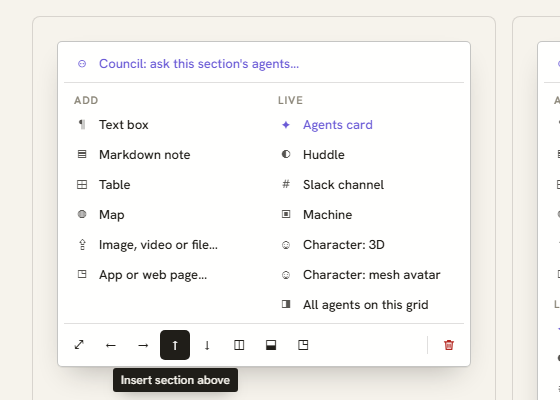 Council: ask this section's agents...
ADD
Text box
Markdown note
Table
Map
Image, video or file...
App or web page...
LIVE
Agents card
Huddle
# Slack channel
Machine
Character: 3D
Character: mesh avatar
All agents on this grid
Insert section above